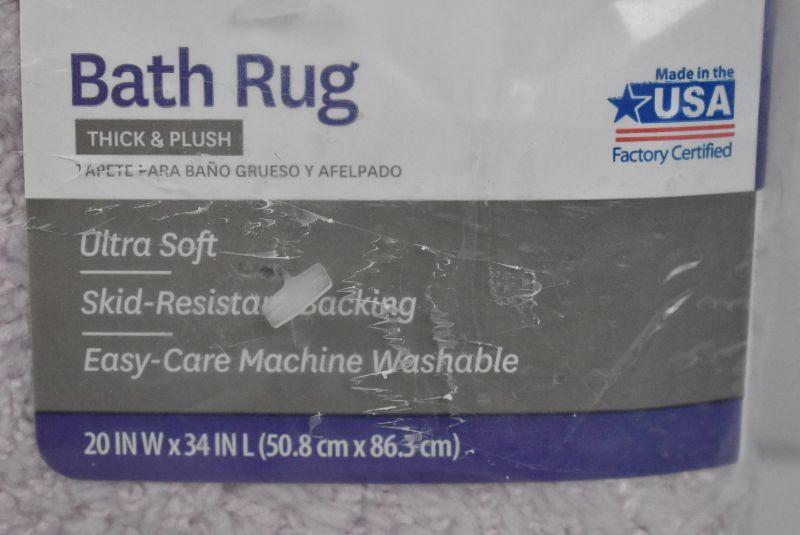 Bath Rug
THICK & PLUSH
TAPETE PARA BAÑO GRUESO Y AFELPADO
Made in the
USA
Factory Certified
Ultra Soft
Skid-Resistant Backing
Easy-Care Machine Washable
20 IN W x 34 IN L (50.8 cm x 86.3 cm)